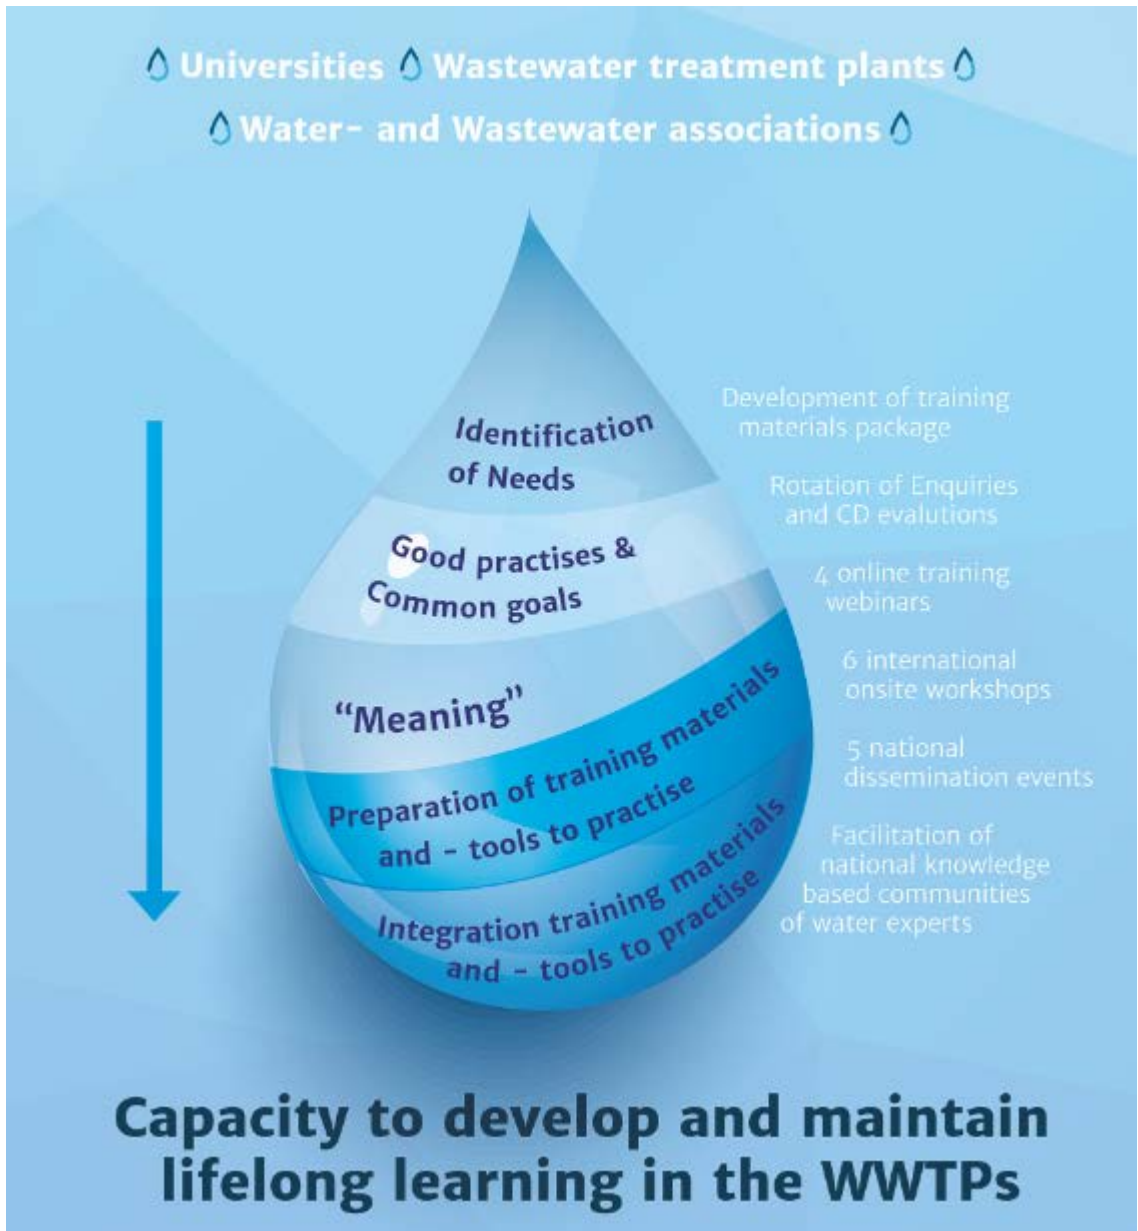 Universities Wastewater treatment plants
Water- and Wastewater associations
Identification
of Needs
Good practises &
Common goals
“Meaning”
Preparation of training materials
and - tools to practise
Integration training materials
and - tools to practise
Development of training
materials package
Rotation of Enquiries
and CD evalutions
4 online training
webinars
6 international
onsite workshops
5 national
dissemination events
Facilitation of
national knowledge
based communities
of water experts
Capacity to develop and maintain
lifelong learning in the WWTPs